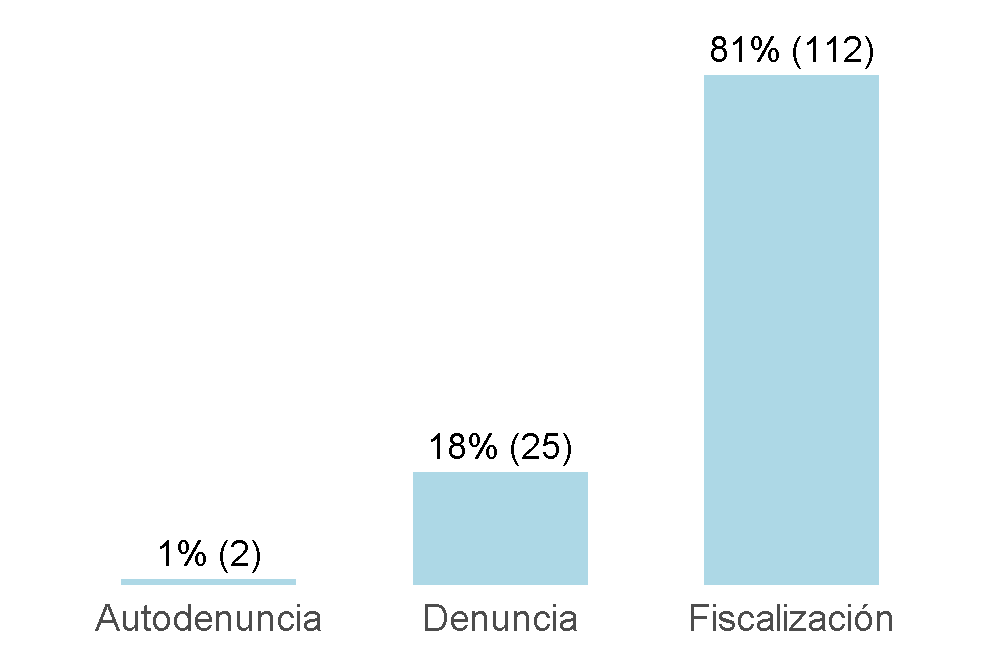 81% (112)
18% (25)
1% (2)
Autodenuncia Denuncia Fiscalización